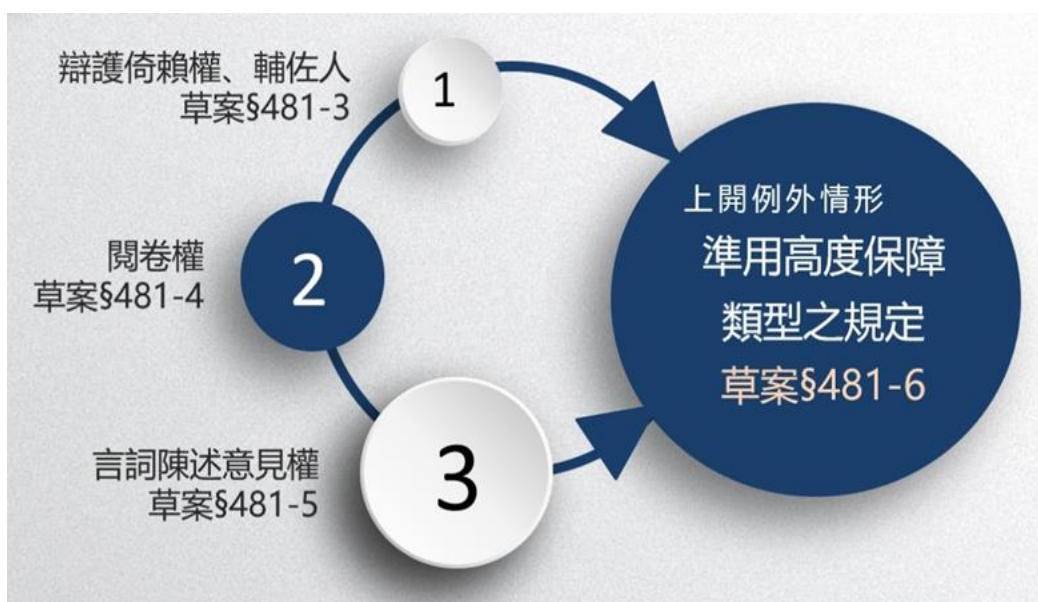 辯護倚賴權、輔佐人
草案§481-3
1
閱卷權
草案§481-4
2
言詞陳述意見權
草案§481-5
3
上開例外情形
準用高度保障
類型之規定
草案§481-6